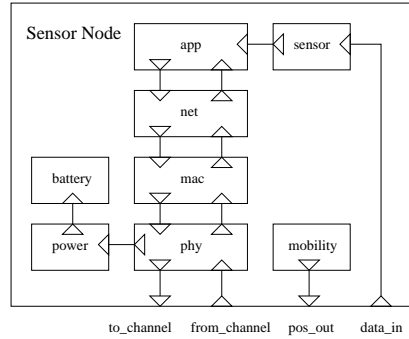 Sensor Node
app
sensor
net
mac
battery
power
phy
mobility
to_channel
from_channel
pos_out
data_in